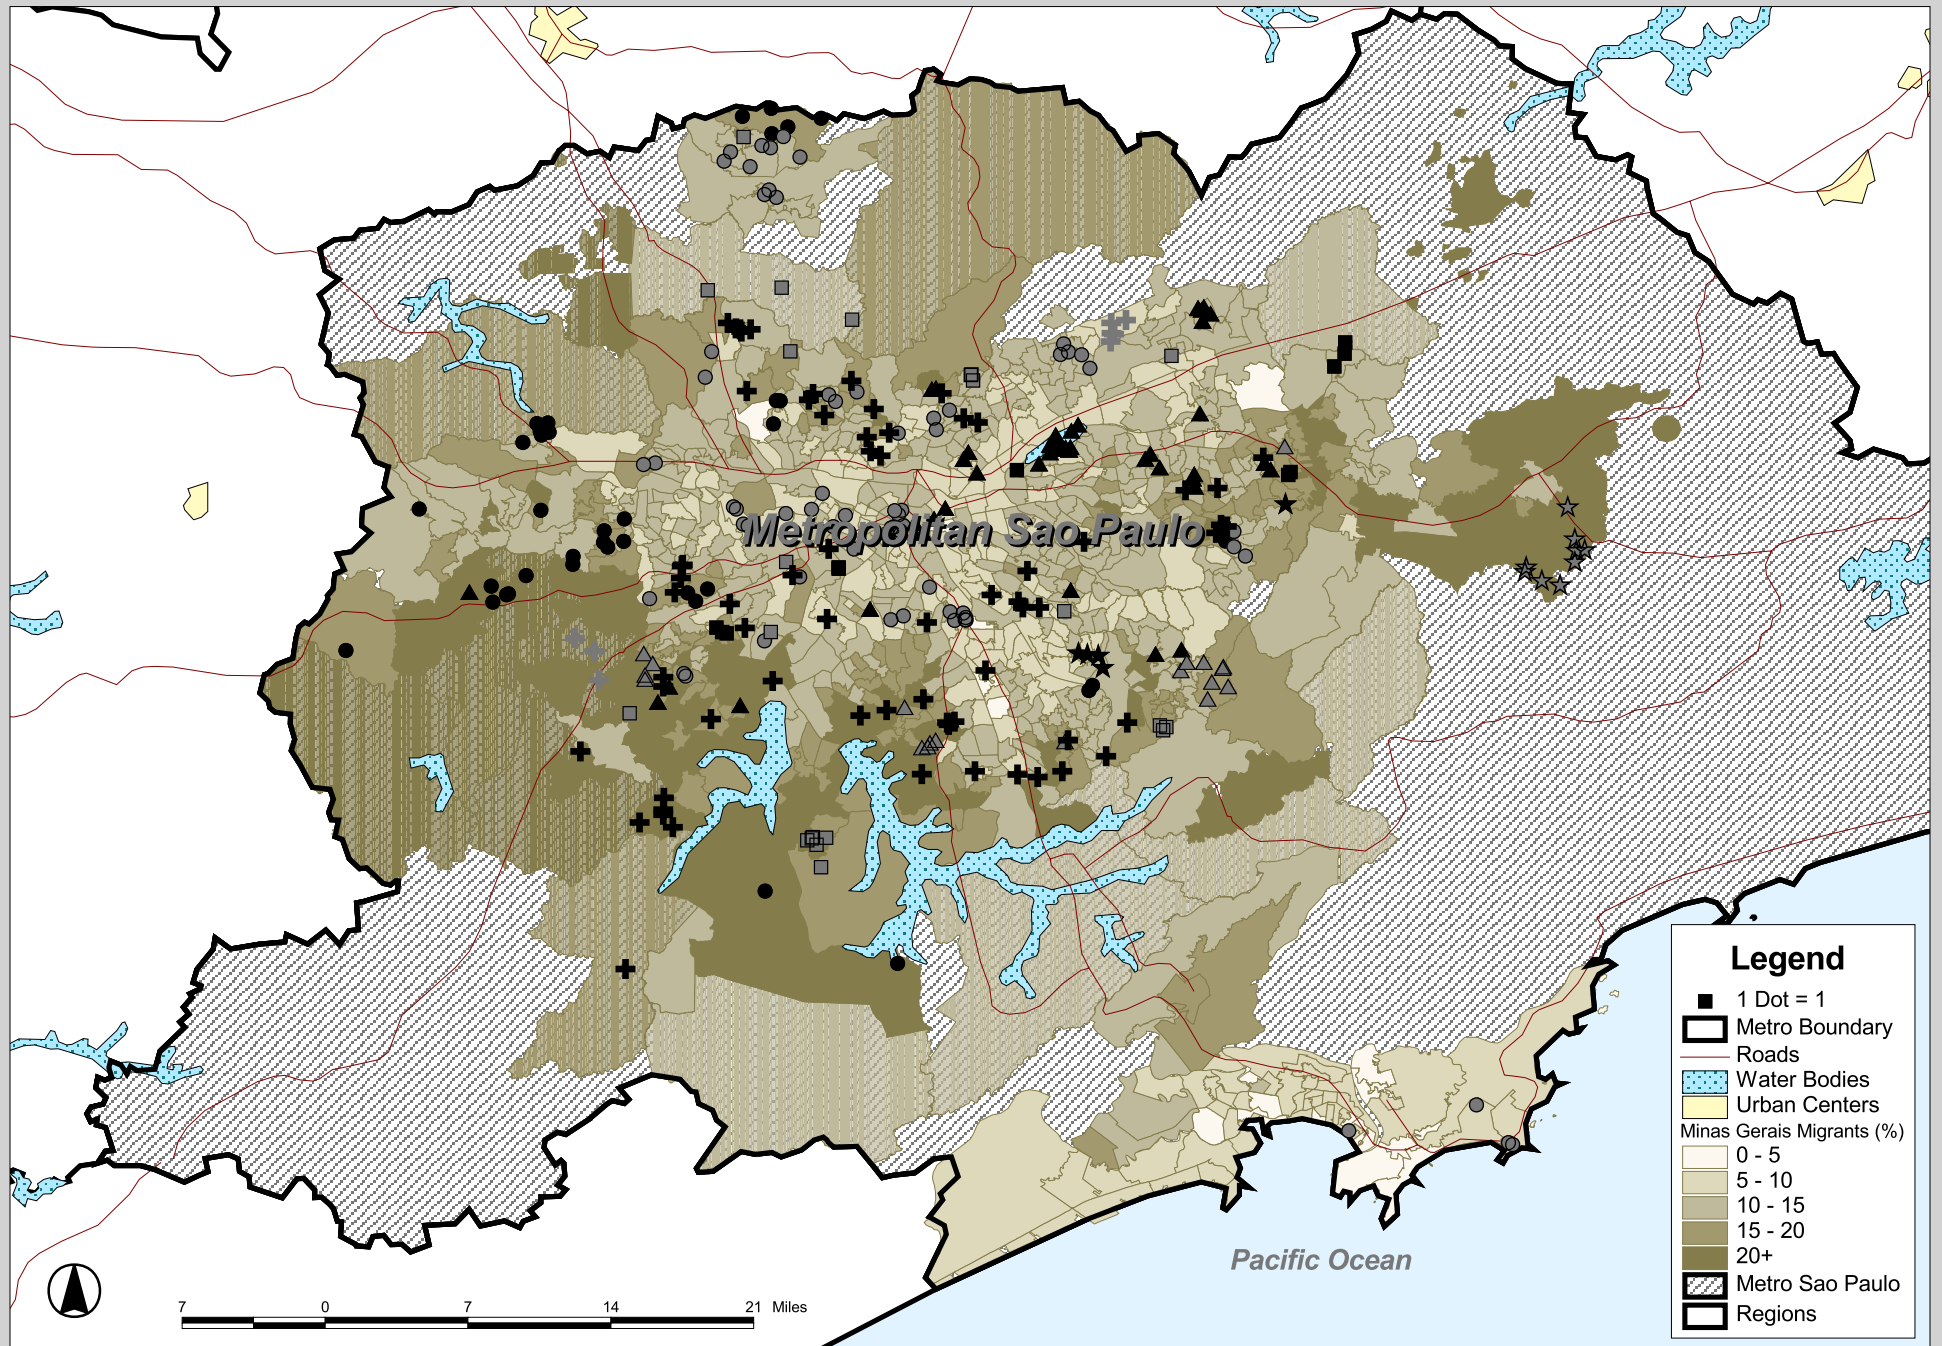 Metropolitan Sao Paulo
Pacific Ocean
7 0 7 14 21 Miles
Legend
1 Dot = 1
Metro Boundary
Roads
Water Bodies
Urban Centers
Minas Gerais Migrants (%)
0 - 5
5 - 10
10 - 15
15 - 20
20+
Metro Sao Paulo
Regions